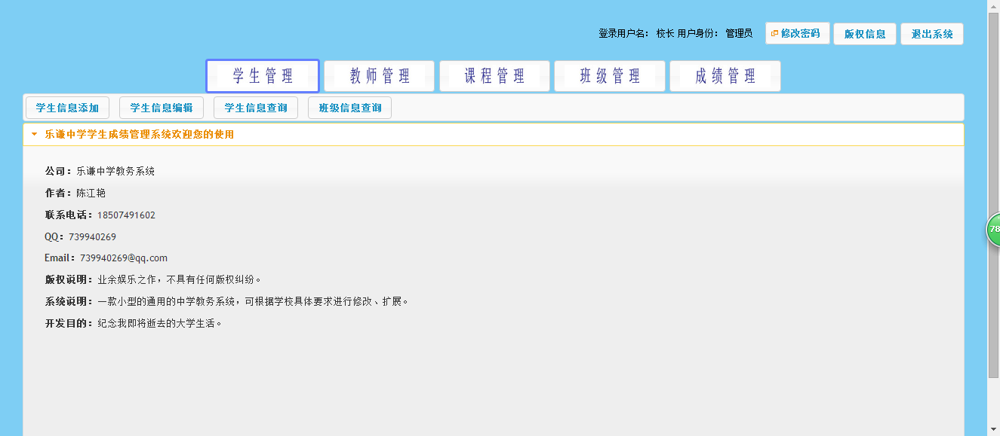 登录用户名： 校长 用户身份： 管理员 修改密码 版权信息 退出系统
学生管理 教师管理 课程管理 班级管理 成绩管理
学生信息添加 学生信息编辑 学生信息查询 班级信息查询
乐谦中学学生成绩管理系统欢迎您的使用
公司：乐谦中学教务系统
作者：陈江艳
联系电话：18507491602
QQ：739940269
Email：739940269@qq.com
版权说明：业余娱乐之作，不具有任何版权纠纷。
系统说明：一款小型的通用的中学教务系统，可根据学校具体要求进行修改、扩展。
开发目的：纪念我即将逝去的大学生活。